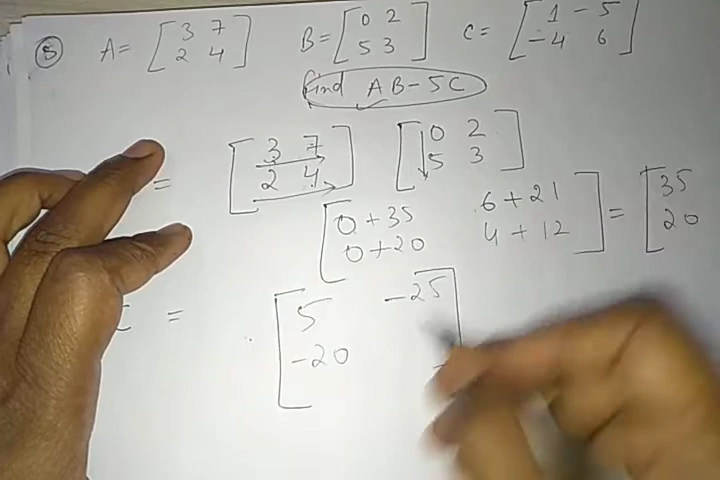 5 A = [ 3 7 B = [ 0 2 C = [ 1 -5
2 4 ] 5 3 ] -4 6 ]
find AB-5C
= [ 3 7 ] [ 0 2 ]
2 4 5 3
[ 0+35 6+21 ] = [ 35
0+20 4+12 20
= [ 5 -25 ]
-20